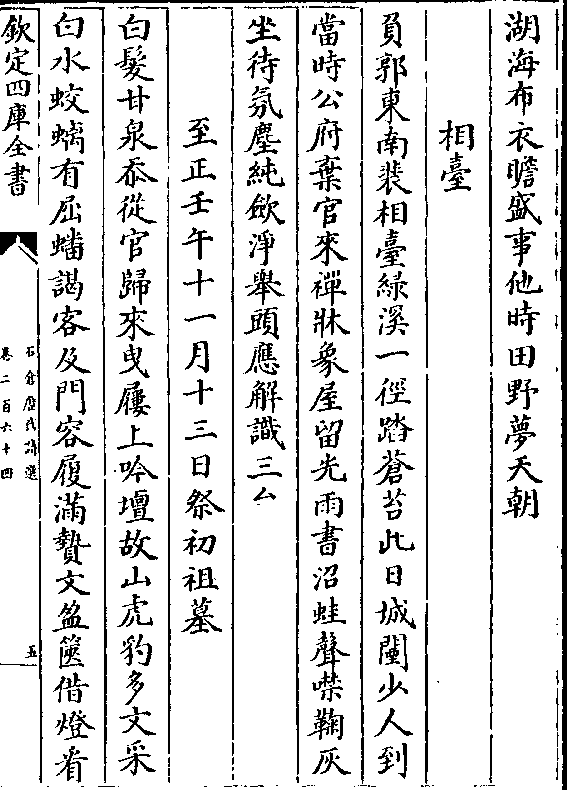 湖海布衣瞻盛事他時田野夢天朝
相臺
負郭東南裴相臺綠溪一徑踏蒼苔此日城闉少人到
當時公府棄官來禪牀象屋留光雨書沼蛙聲噤鞠灰
坐待氛塵純斂淨舉頭應解識三台
至正壬午十一月十三日祭初祖墓
白髮甘泉忝從官歸來曳屨上吟壇故山虎豹多文采
白水蛟螭有屈蟠謁客及門容履滿贄文盈篋借燈看
欽定四庫全書
石倉歷代詩選
卷二百六十四
五